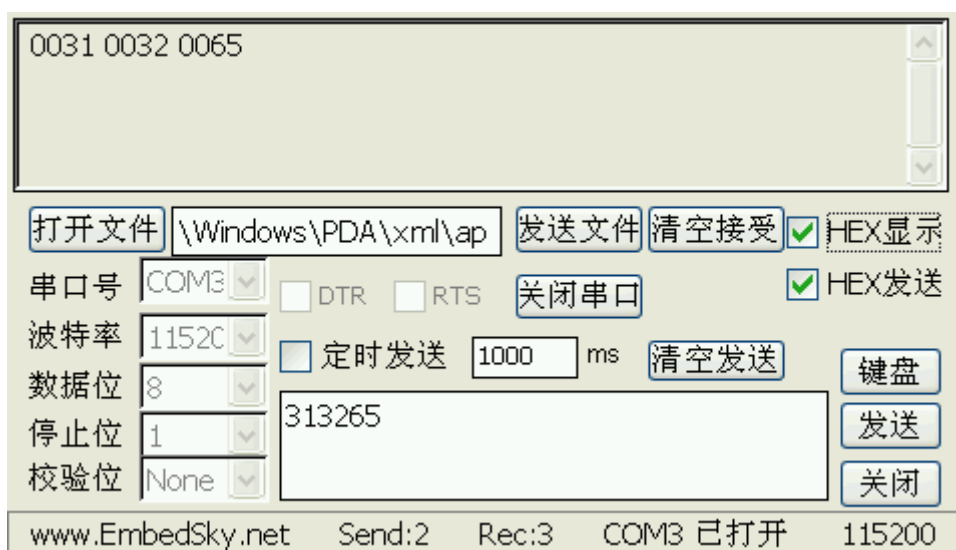 0031 0032 0065
打开文件 \Windows\PDA\xml\ap 发送文件 清空接受 HEX显示
串口号 COM3 DTR RTS 关闭串口 HEX发送
波特率 11520 定时发送 1000 ms 清空发送
数据位 8 313265 键盘
停止位 1 发送
校验位 None 关闭
www.EmbedSky.net Send:2 Rec:3 COM3 已打开 115200